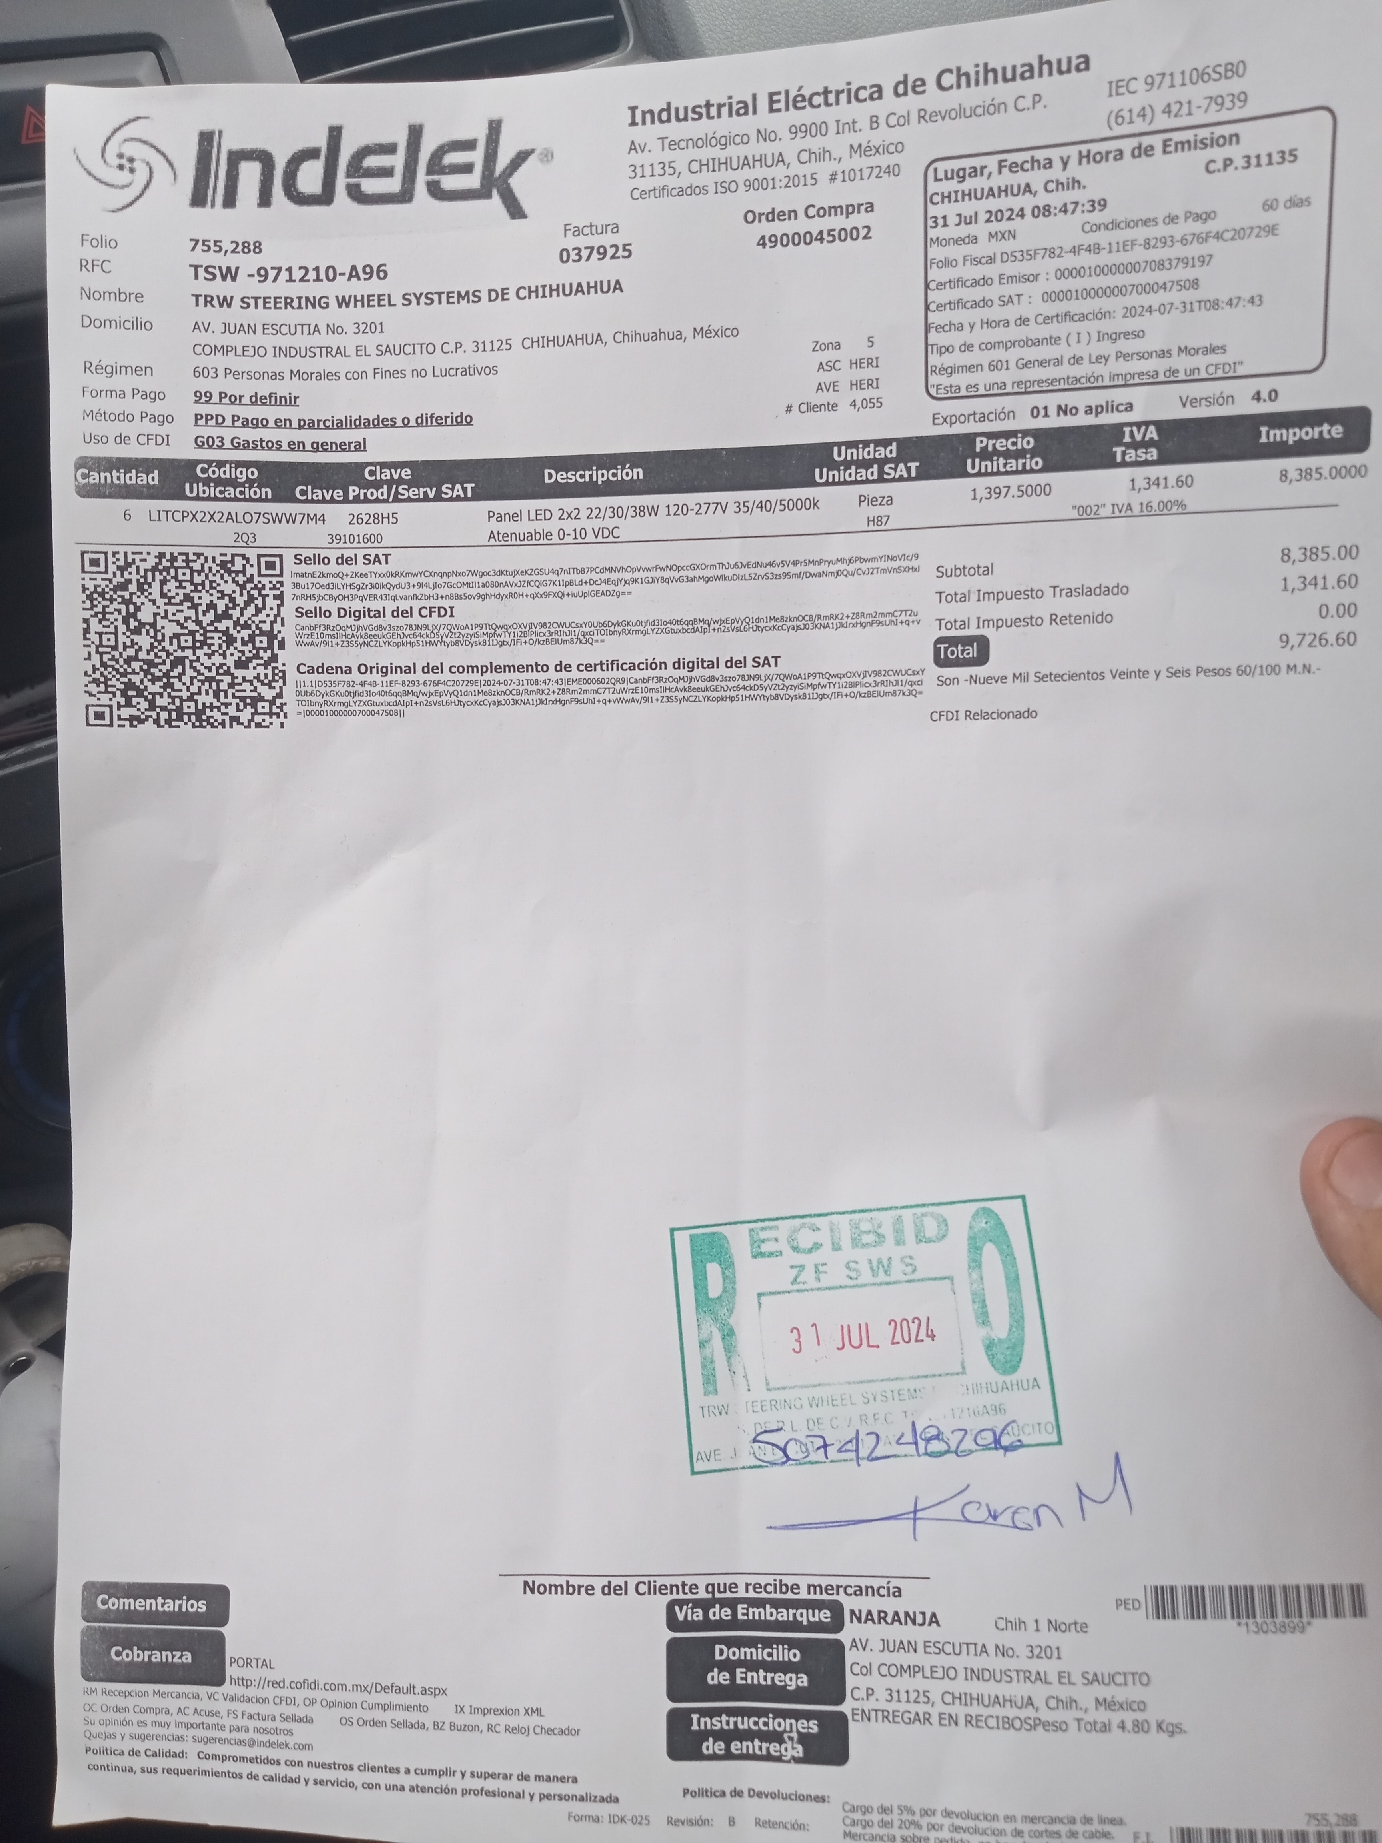 Indelek®
Industrial Eléctrica de Chihuahua
IEC 971106SB0
Av. Tecnológico No. 9900 Int. B Col Revolución C.P.
(614) 421-7939
31135, CHIHUAHUA, Chih., México
Certificados ISO 9001:2015 #1017240
Lugar, Fecha y Hora de Emision
CHIHUAHUA, Chih. C.P.31135
31 Jul 2024 08:47:39
Moneda MXN Condiciones de Pago 60 días
Folio Fiscal D535F782-4F4B-11EF-8293-676F4C20729E
Certificado Emisor : 00001000000708379197
Certificado SAT : 00001000000700047508
Fecha y Hora de Certificación: 2024-07-31T08:47:43
Tipo de comprobante ( I ) Ingreso
Régimen 601 General de Ley Personas Morales
"Esta es una representación impresa de un CFDI"
Folio 755,288
Factura
037925
Orden Compra
4900045002
RFC TSW -971210-A96
Nombre TRW STEERING WHEEL SYSTEMS DE CHIHUAHUA
Domicilio AV. JUAN ESCUTIA No. 3201
COMPLEJO INDUSTRAL EL SAUCITO C.P. 31125 CHIHUAHUA, Chihuahua, México
Régimen 603 Personas Morales con Fines no Lucrativos
Forma Pago 99 Por definir
Método Pago PPD Pago en parcialidades o diferido
Uso de CFDI G03 Gastos en general
Zona 5
ASC HERI
AVE HERI
# Cliente 4,055
Exportación 01 No aplica Versión 4.0
Cantidad Código Ubicación Clave Clave Prod/Serv SAT Descripción Unidad Unidad SAT Precio Unitario IVA Tasa Importe
6 LITCPX2X2ALO7SWW7M4 2628H5 Panel LED 2x2 22/30/38W 120-277V 35/40/5000k Pieza 1,397.5000 1,341.60 8,385.0000
2Q3 39101600 Atenuable 0-10 VDC H87 "002" IVA 16.00%
Sello del SAT
Sello Digital del CFDI
Cadena Original del complemento de certificación digital del SAT
=|00001000000700047508||
Subtotal 8,385.00
Total Impuesto Trasladado 1,341.60
Total Impuesto Retenido 0.00
Total 9,726.60
Son -Nueve Mil Setecientos Veinte y Seis Pesos 60/100 M.N.-
CFDI Relacionado
RECIBIDO
ZF SWS
31 JUL 2024
TRW STEERING WHEEL SYSTEMS CHIHUAHUA
5074248296
Karen M
Nombre del Cliente que recibe mercancía
Comentarios
Vía de Embarque NARANJA Chih 1 Norte
PED
*1303899*
Cobranza
PORTAL
http://red.cofidi.com.mx/Default.aspx
RM Recepcion Mercancia, VC Validacion CFDI, OP Opinion Cumplimiento IX Imprexion XML
OC Orden Compra, AC Acuse, FS Factura Sellada OS Orden Sellada, BZ Buzon, RC Reloj Checador
Su opinión es muy importante para nosotros
Quejas y sugerencias: sugerencias@indelek.com
Politica de Calidad: Comprometidos con nuestros clientes a cumplir y superar de manera
continua, sus requerimientos de calidad y servicio, con una atención profesional y personalizada
Domicilio de Entrega
AV. JUAN ESCUTIA No. 3201
Col COMPLEJO INDUSTRAL EL SAUCITO
C.P. 31125, CHIHUAHUA, Chih., México
Instrucciones de entrega
ENTREGAR EN RECIBOSPeso Total 4.80 Kgs.
Forma: IDK-025 Revisión: B Retención:
Politica de Devoluciones:
Cargo del 5% por devolucion en mercancia de linea.
Cargo del 20% por devolucion de cortes de cable.
755,288